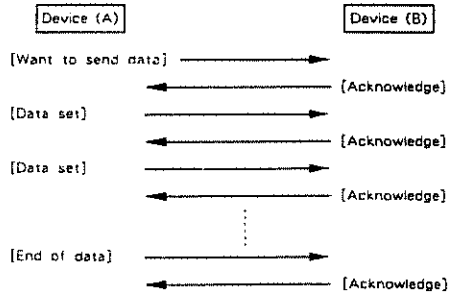 Device (A) Device (B)
[Want to send data]
[Acknowledge]
[Data set]
[Acknowledge]
[Data set]
[Acknowledge]
[End of data]
[Acknowledge]